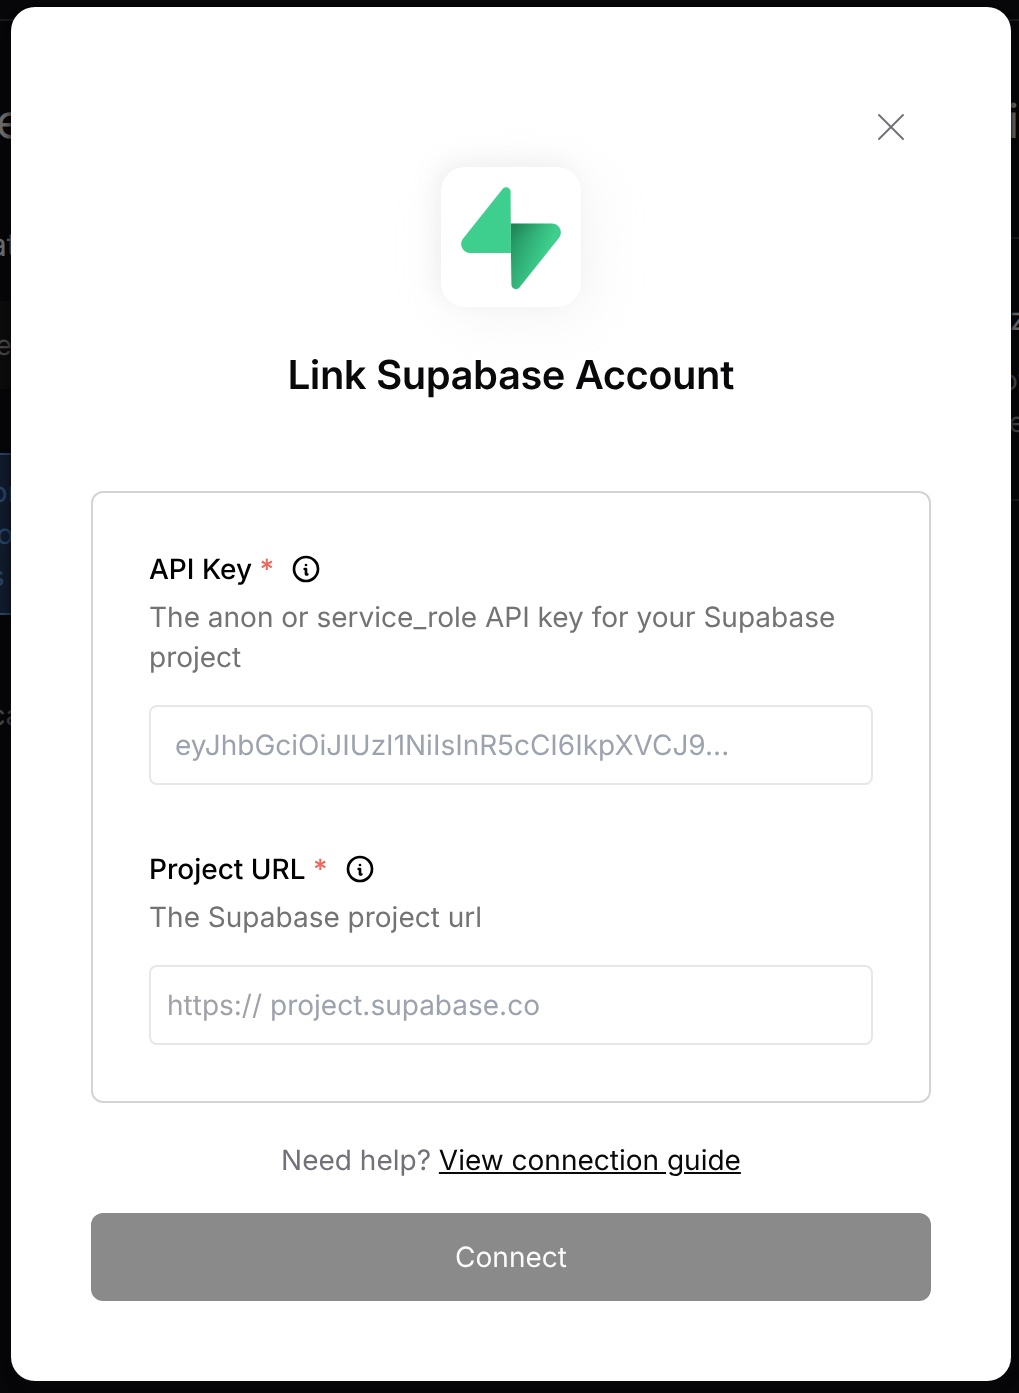 Link Supabase Account
API Key *
The anon or service_role API key for your Supabase
project
eyJhbGciOiJIUzI1NiIsInR5cCI6IkpXVCJ9...
Project URL *
The Supabase project url
https:// project.supabase.co
Need help? View connection guide
Connect